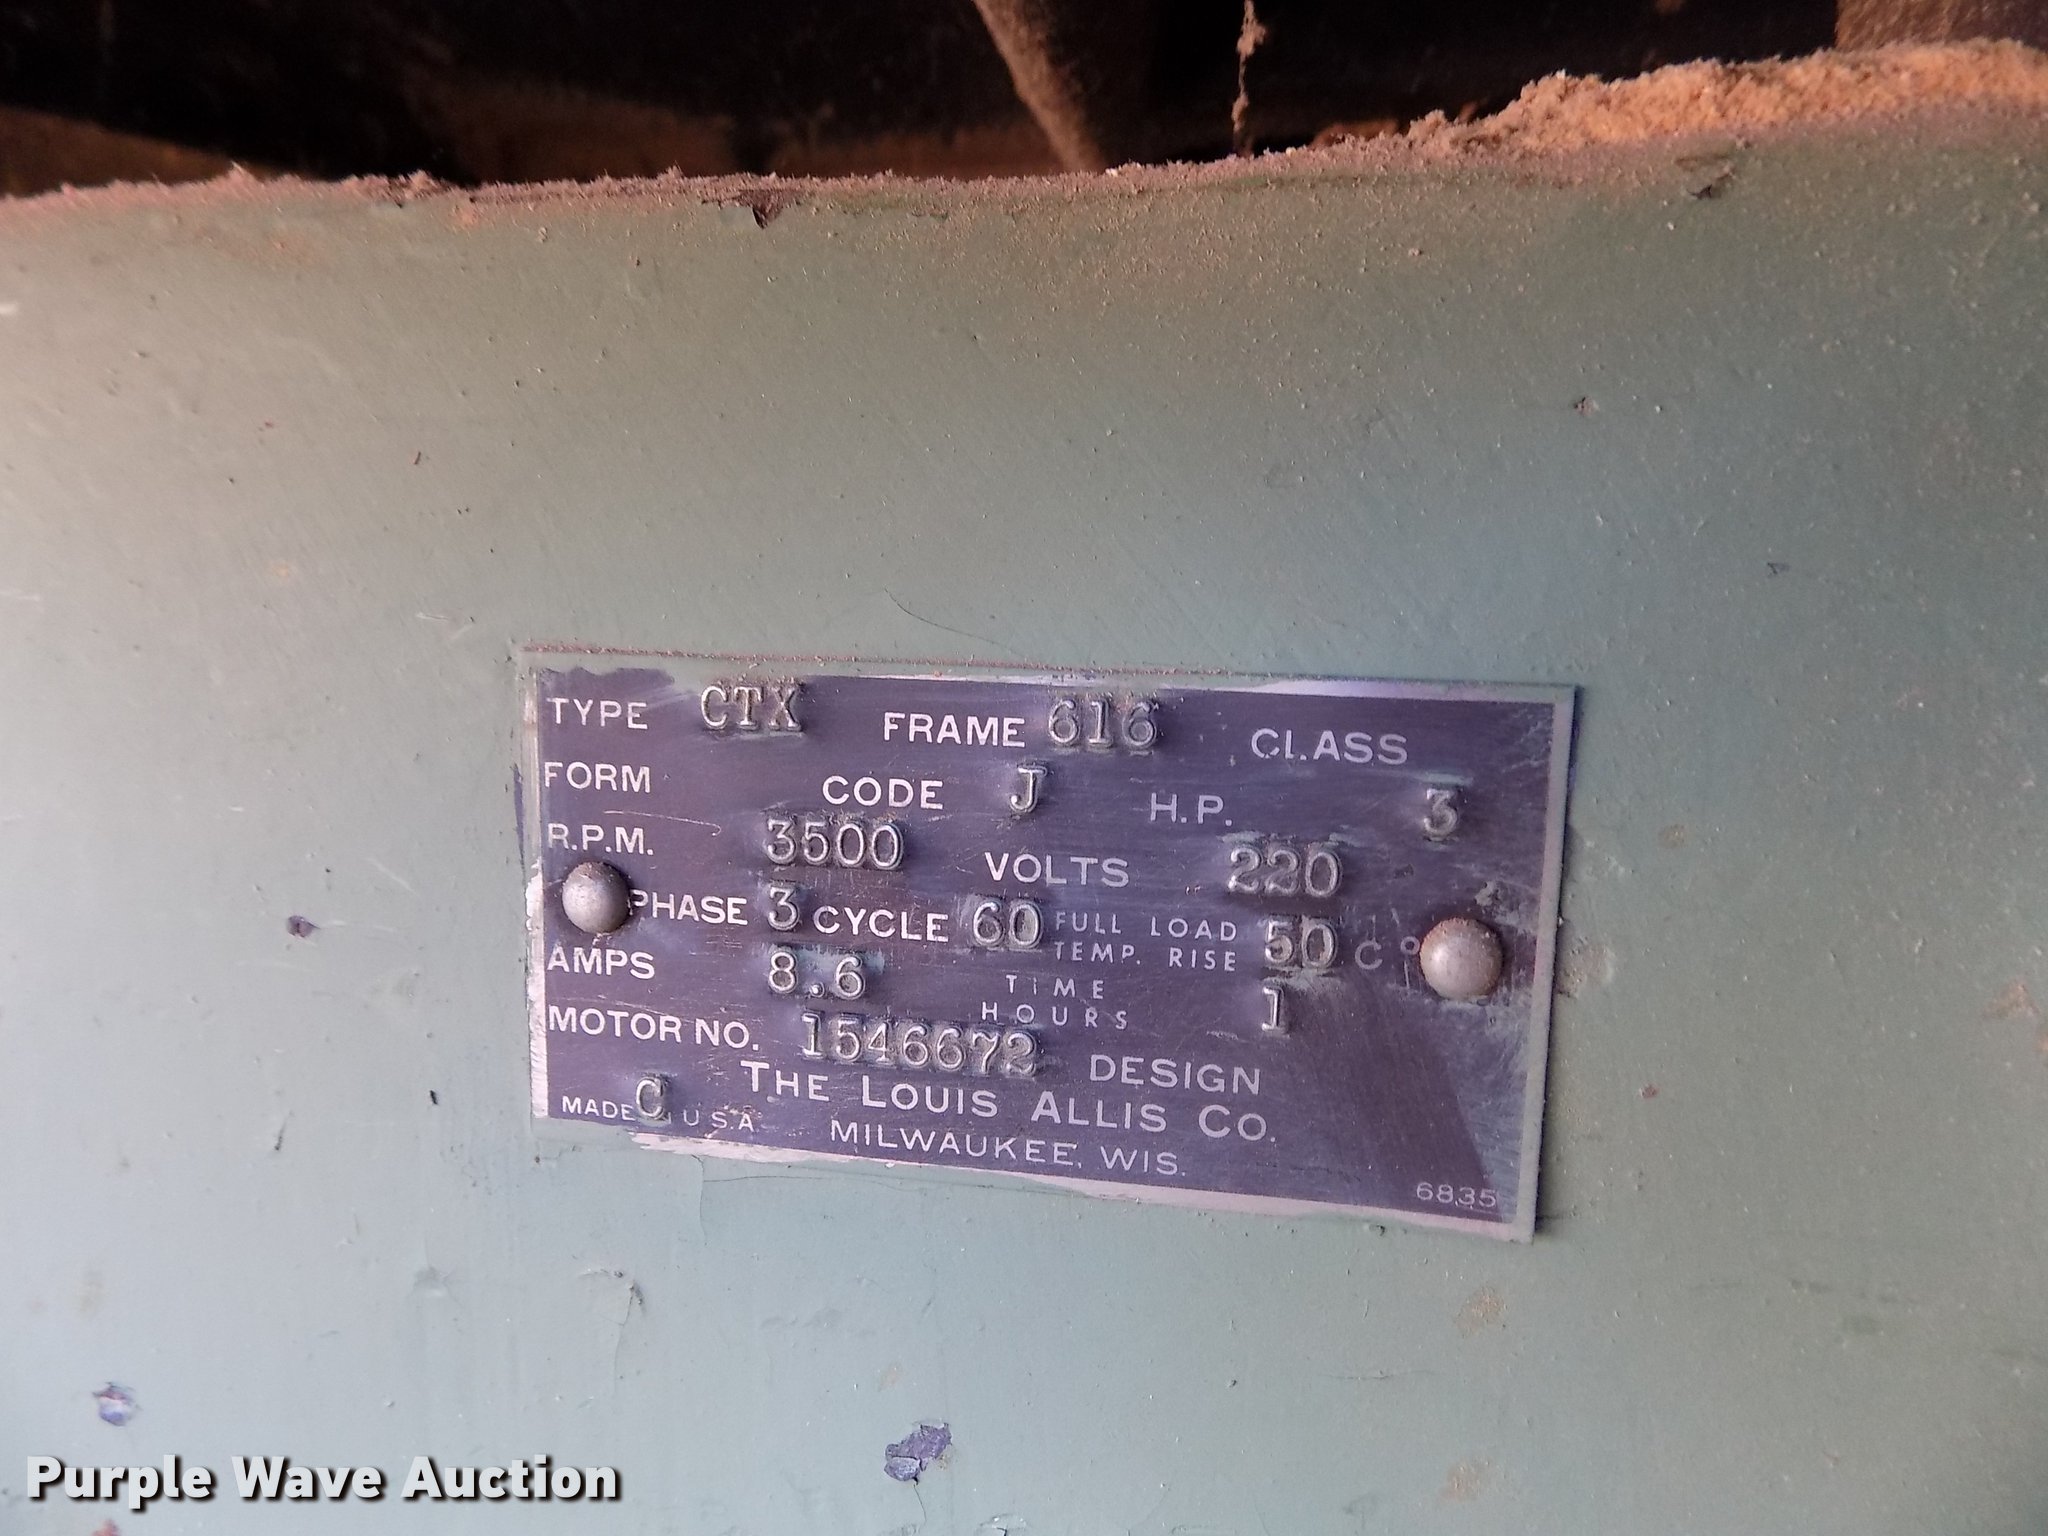 TYPE CTX FRAME 616 CLASS
FORM CODE J H.P. 3
R.P.M. 3500 VOLTS 220
PHASE 3 CYCLE 60 FULL LOAD TEMP. RISE 50 C°
AMPS 8.6 TIME HOURS 1
MOTOR NO. 1546672 DESIGN
C THE LOUIS ALLIS CO.
MADE U.S.A. MILWAUKEE, WIS.
6835
Purple Wave Auction